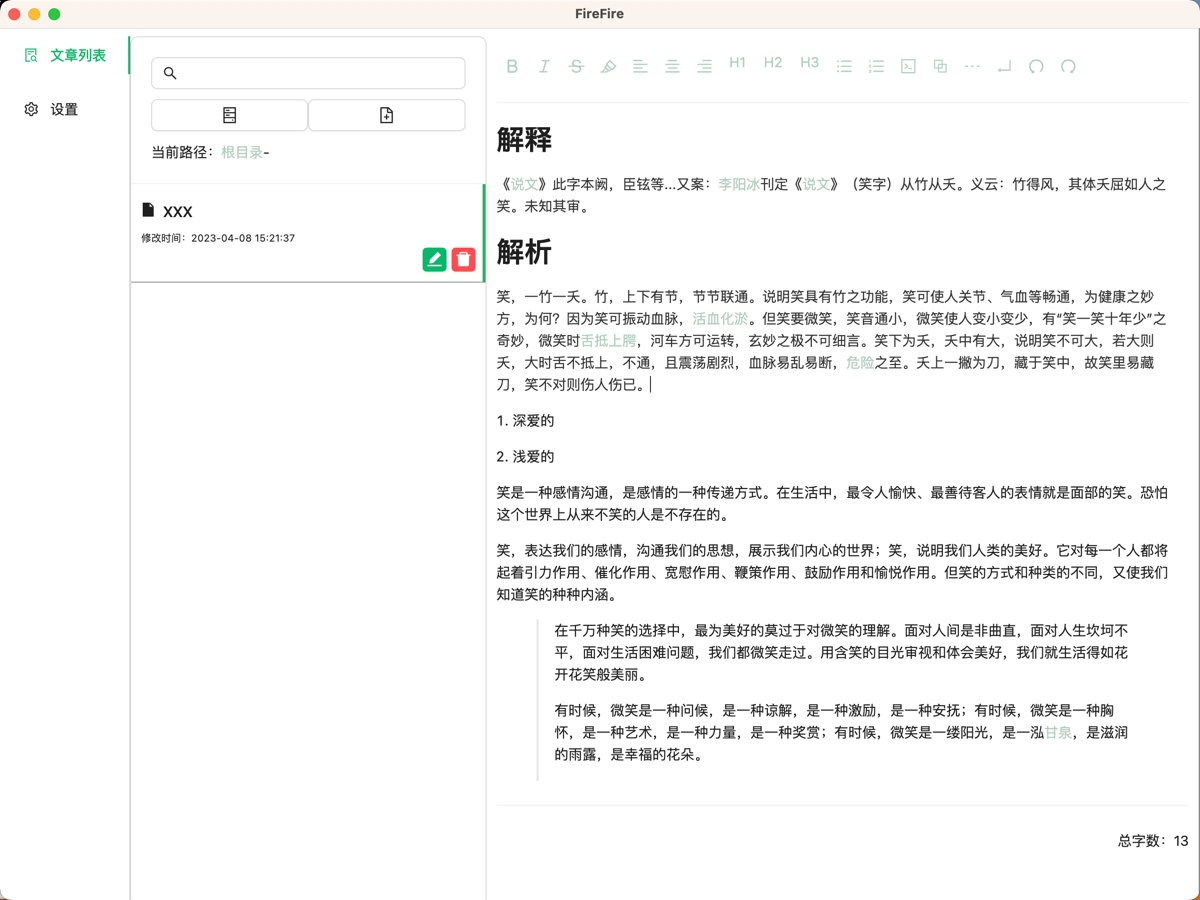 FireFire
文章列表
设置
当前路径：根目录-
XXX
修改时间：2023-04-08 15:21:37
B I S H1 H2 H3
解释
《说文》此字本阙，臣铉等...又案：李阳冰刊定《说文》（笑字）从竹从夭。义云：竹得风，其体夭屈如人之
笑。未知其审。
解析
笑，一竹一夭。竹，上下有节，节节联通。说明笑具有竹之功能，笑可使人关节、气血等畅通，为健康之妙
方，为何？因为笑可振动血脉，活血化淤。但笑要微笑，笑音通小，微笑使人变小变少，有“笑一笑十年少”之
奇妙，微笑时舌抵上腭，河车方可运转，玄妙之极不可细言。笑下为夭，夭中有大，说明笑不可大，若大则
夭，大时舌不抵上，不通，且震荡剧烈，血脉易乱易断，危险之至。夭上一撇为刀，藏于笑中，故笑里易藏
刀，笑不对则伤人伤已。
1. 深爱的
2. 浅爱的
笑是一种感情沟通，是感情的一种传递方式。在生活中，最令人愉快、最善待客人的表情就是面部的笑。恐怕
这个世界上从来不笑的人是不存在的。
笑，表达我们的感情，沟通我们的思想，展示我们内心的世界；笑，说明我们人类的美好。它对每一个人都将
起着引力作用、催化作用、宽慰作用、鞭策作用、鼓励作用和愉悦作用。但笑的方式和种类的不同，又使我们
知道笑的种种内涵。
在千万种笑的选择中，最为美好的莫过于对微笑的理解。面对人间是非曲直，面对人生坎坷不
平，面对生活困难问题，我们都微笑走过。用含笑的目光审视和体会美好，我们就生活得如花
开花笑般美丽。
有时候，微笑是一种问候，是一种谅解，是一种激励，是一种安抚；有时候，微笑是一种胸
怀，是一种艺术，是一种力量，是一种奖赏；有时候，微笑是一缕阳光，是一泓甘泉，是滋润
的雨露，是幸福的花朵。
总字数：13